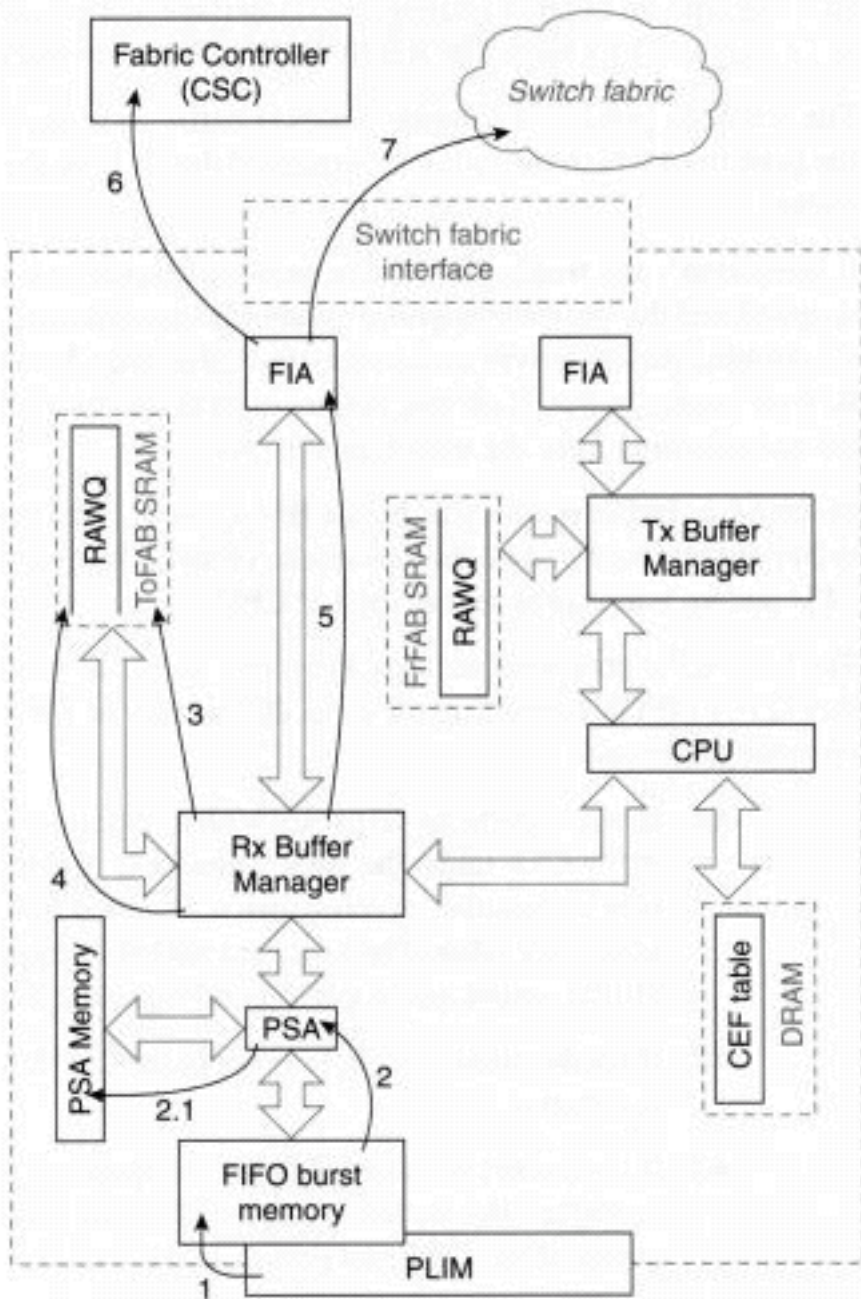 Fabric Controller
(CSC)
Switch fabric
7
6
Switch fabric
interface
FIA
FIA
RAWQ
ToFAB SRAM
Tx Buffer
Manager
FrFAB SRAM
RAWQ
5
3
CPU
Rx Buffer
Manager
4
PSA Memory
PSA
CEF table
DRAM
2
2.1
FIFO burst
memory
PLIM
1